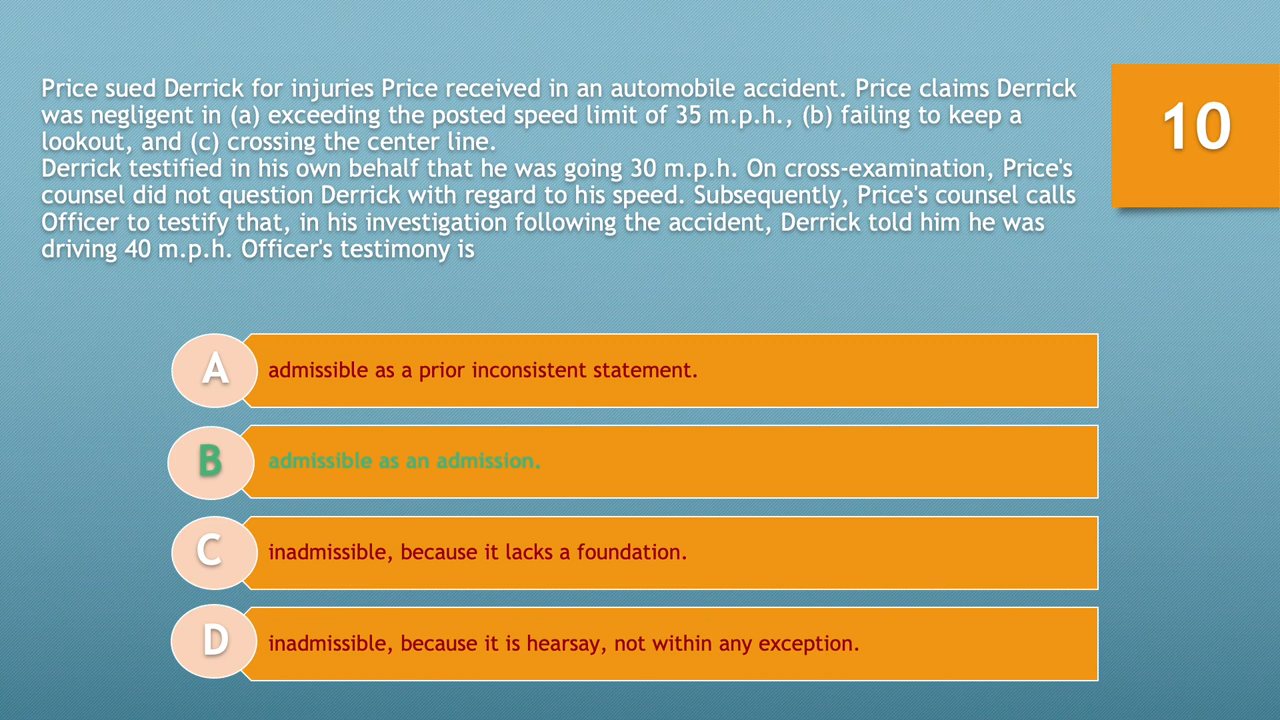 Price sued Derrick for injuries Price received in an automobile accident. Price claims Derrick
was negligent in (a) exceeding the posted speed limit of 35 m.p.h., (b) failing to keep a
lookout, and (c) crossing the center line.
Derrick testified in his own behalf that he was going 30 m.p.h. On cross-examination, Price's
counsel did not question Derrick with regard to his speed. Subsequently, Price's counsel calls
Officer to testify that, in his investigation following the accident, Derrick told him he was
driving 40 m.p.h. Officer's testimony is
10
A
admissible as a prior inconsistent statement.
B
admissible as an admission.
C
inadmissible, because it lacks a foundation.
D
inadmissible, because it is hearsay, not within any exception.